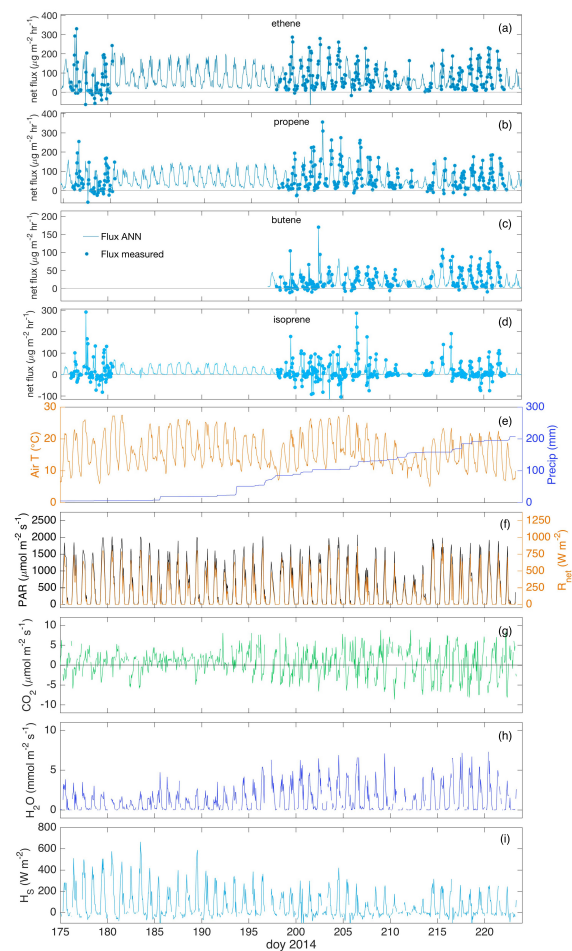 ethene
(a)
net flux (μg m⁻² hr⁻¹)
400
300
200
100
0
propene
(b)
net flux (μg m⁻² hr⁻¹)
400
300
200
100
0
butene
(c)
net flux (μg m⁻² hr⁻¹)
200
150
100
50
0
Flux ANN
Flux measured
isoprene
(d)
net flux (μg m⁻² hr⁻¹)
300
200
100
0
-100
(e)
Air T (°C)
30
20
10
0
Precip (mm)
300
200
100
0
(f)
PAR (μmol m⁻² s⁻¹)
2500
2000
1500
1000
500
0
R_net (W m⁻²)
1250
1000
750
500
250
0
(g)
CO₂ (μmol m⁻² s⁻¹)
10
5
0
-5
-10
(h)
H₂O (mmol m⁻² s⁻¹)
10
5
0
(i)
H_S (W m⁻²)
800
600
400
200
0
175 180 185 190 195 200 205 210 215 220
doy 2014